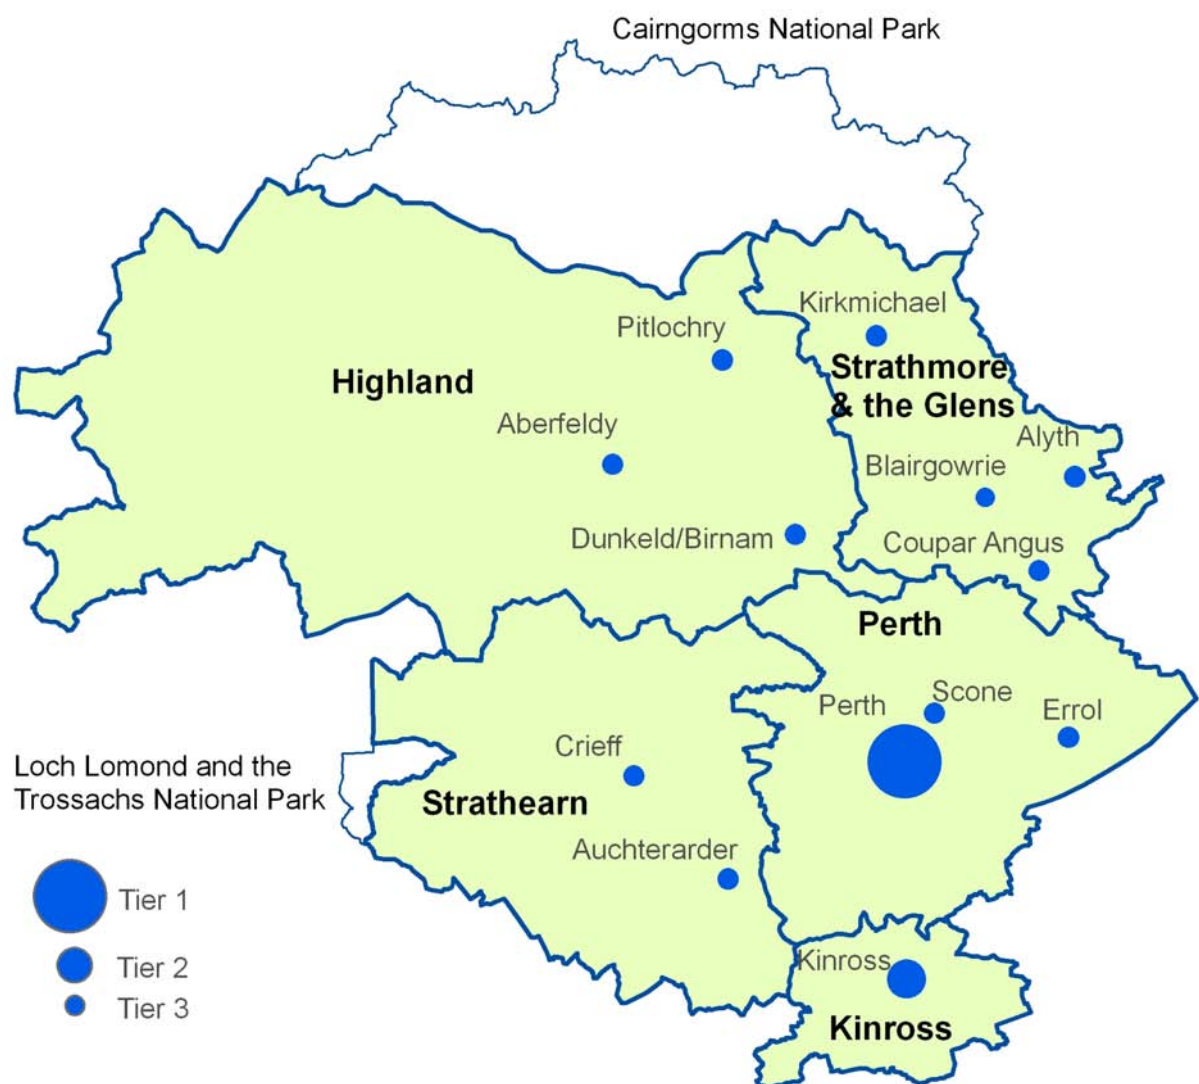 Cairngorms National Park
Kirkmichael
Pitlochry
Highland
Strathmore
& the Glens
Aberfeldy
Alyth
Blairgowrie
Dunkeld/Birnam
Coupar Angus
Perth
Scone
Perth
Errol
Crieff
Loch Lomond and the
Trossachs National Park
Strathearn
Auchterarder
Tier 1
Tier 2
Tier 3
Kinross
Kinross